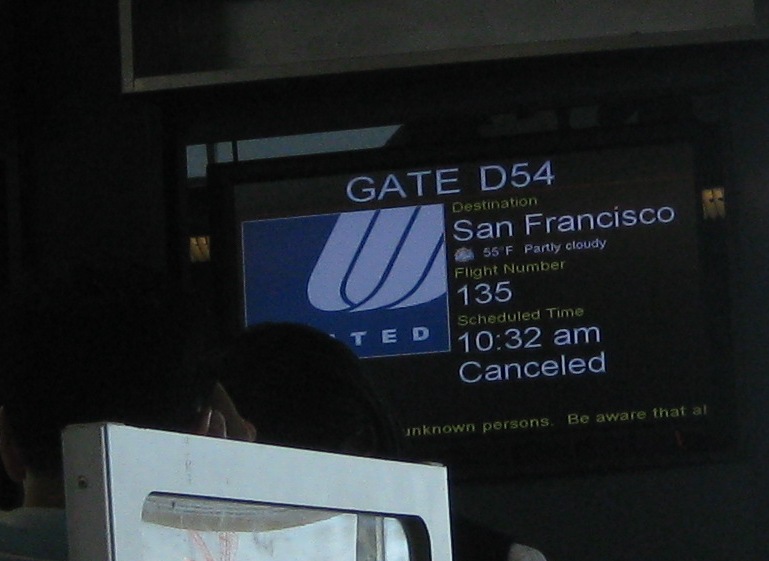 GATE D54
Destination
San Francisco
55°F Partly cloudy
Flight Number
135
Scheduled Time
TED
10:32 am
Canceled
unknown persons. Be aware that al